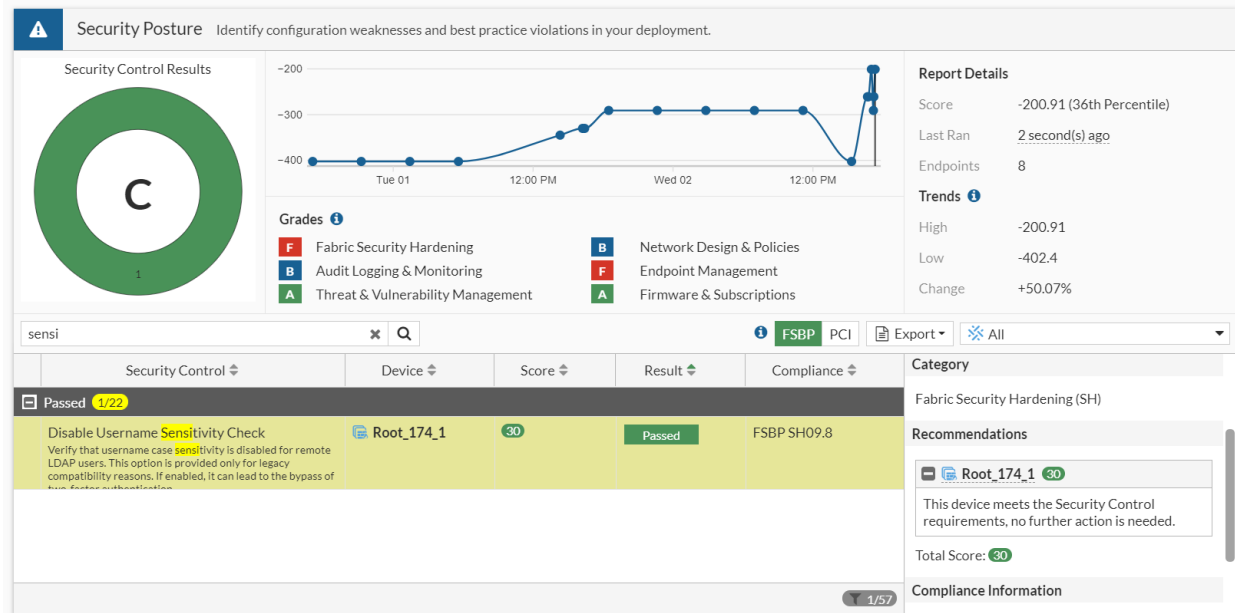 Security Posture Identify configuration weaknesses and best practice violations in your deployment.
Security Control Results
C
1
-200
-300
-400
Tue 01 12:00 PM Wed 02 12:00 PM
Grades
F Fabric Security Hardening
B Audit Logging & Monitoring
A Threat & Vulnerability Management
B Network Design & Policies
F Endpoint Management
A Firmware & Subscriptions
Report Details
Score -200.91 (36th Percentile)
Last Ran 2 second(s) ago
Endpoints 8
Trends
High -200.91
Low -402.4
Change +50.07%
sensi
FSBP PCI Export All
Security Control Device Score Result Compliance
Passed 1/22
Disable Username Sensitivity Check Root_174_1 30 Passed FSBP SH09.8
Verify that username case sensitivity is disabled for remote
LDAP users. This option is provided only for legacy
compatibility reasons. If enabled, it can lead to the bypass of
two-factor authentication
1/57
Category
Fabric Security Hardening (SH)
Recommendations
Root_174_1 30
This device meets the Security Control
requirements, no further action is needed.
Total Score: 30
Compliance Information